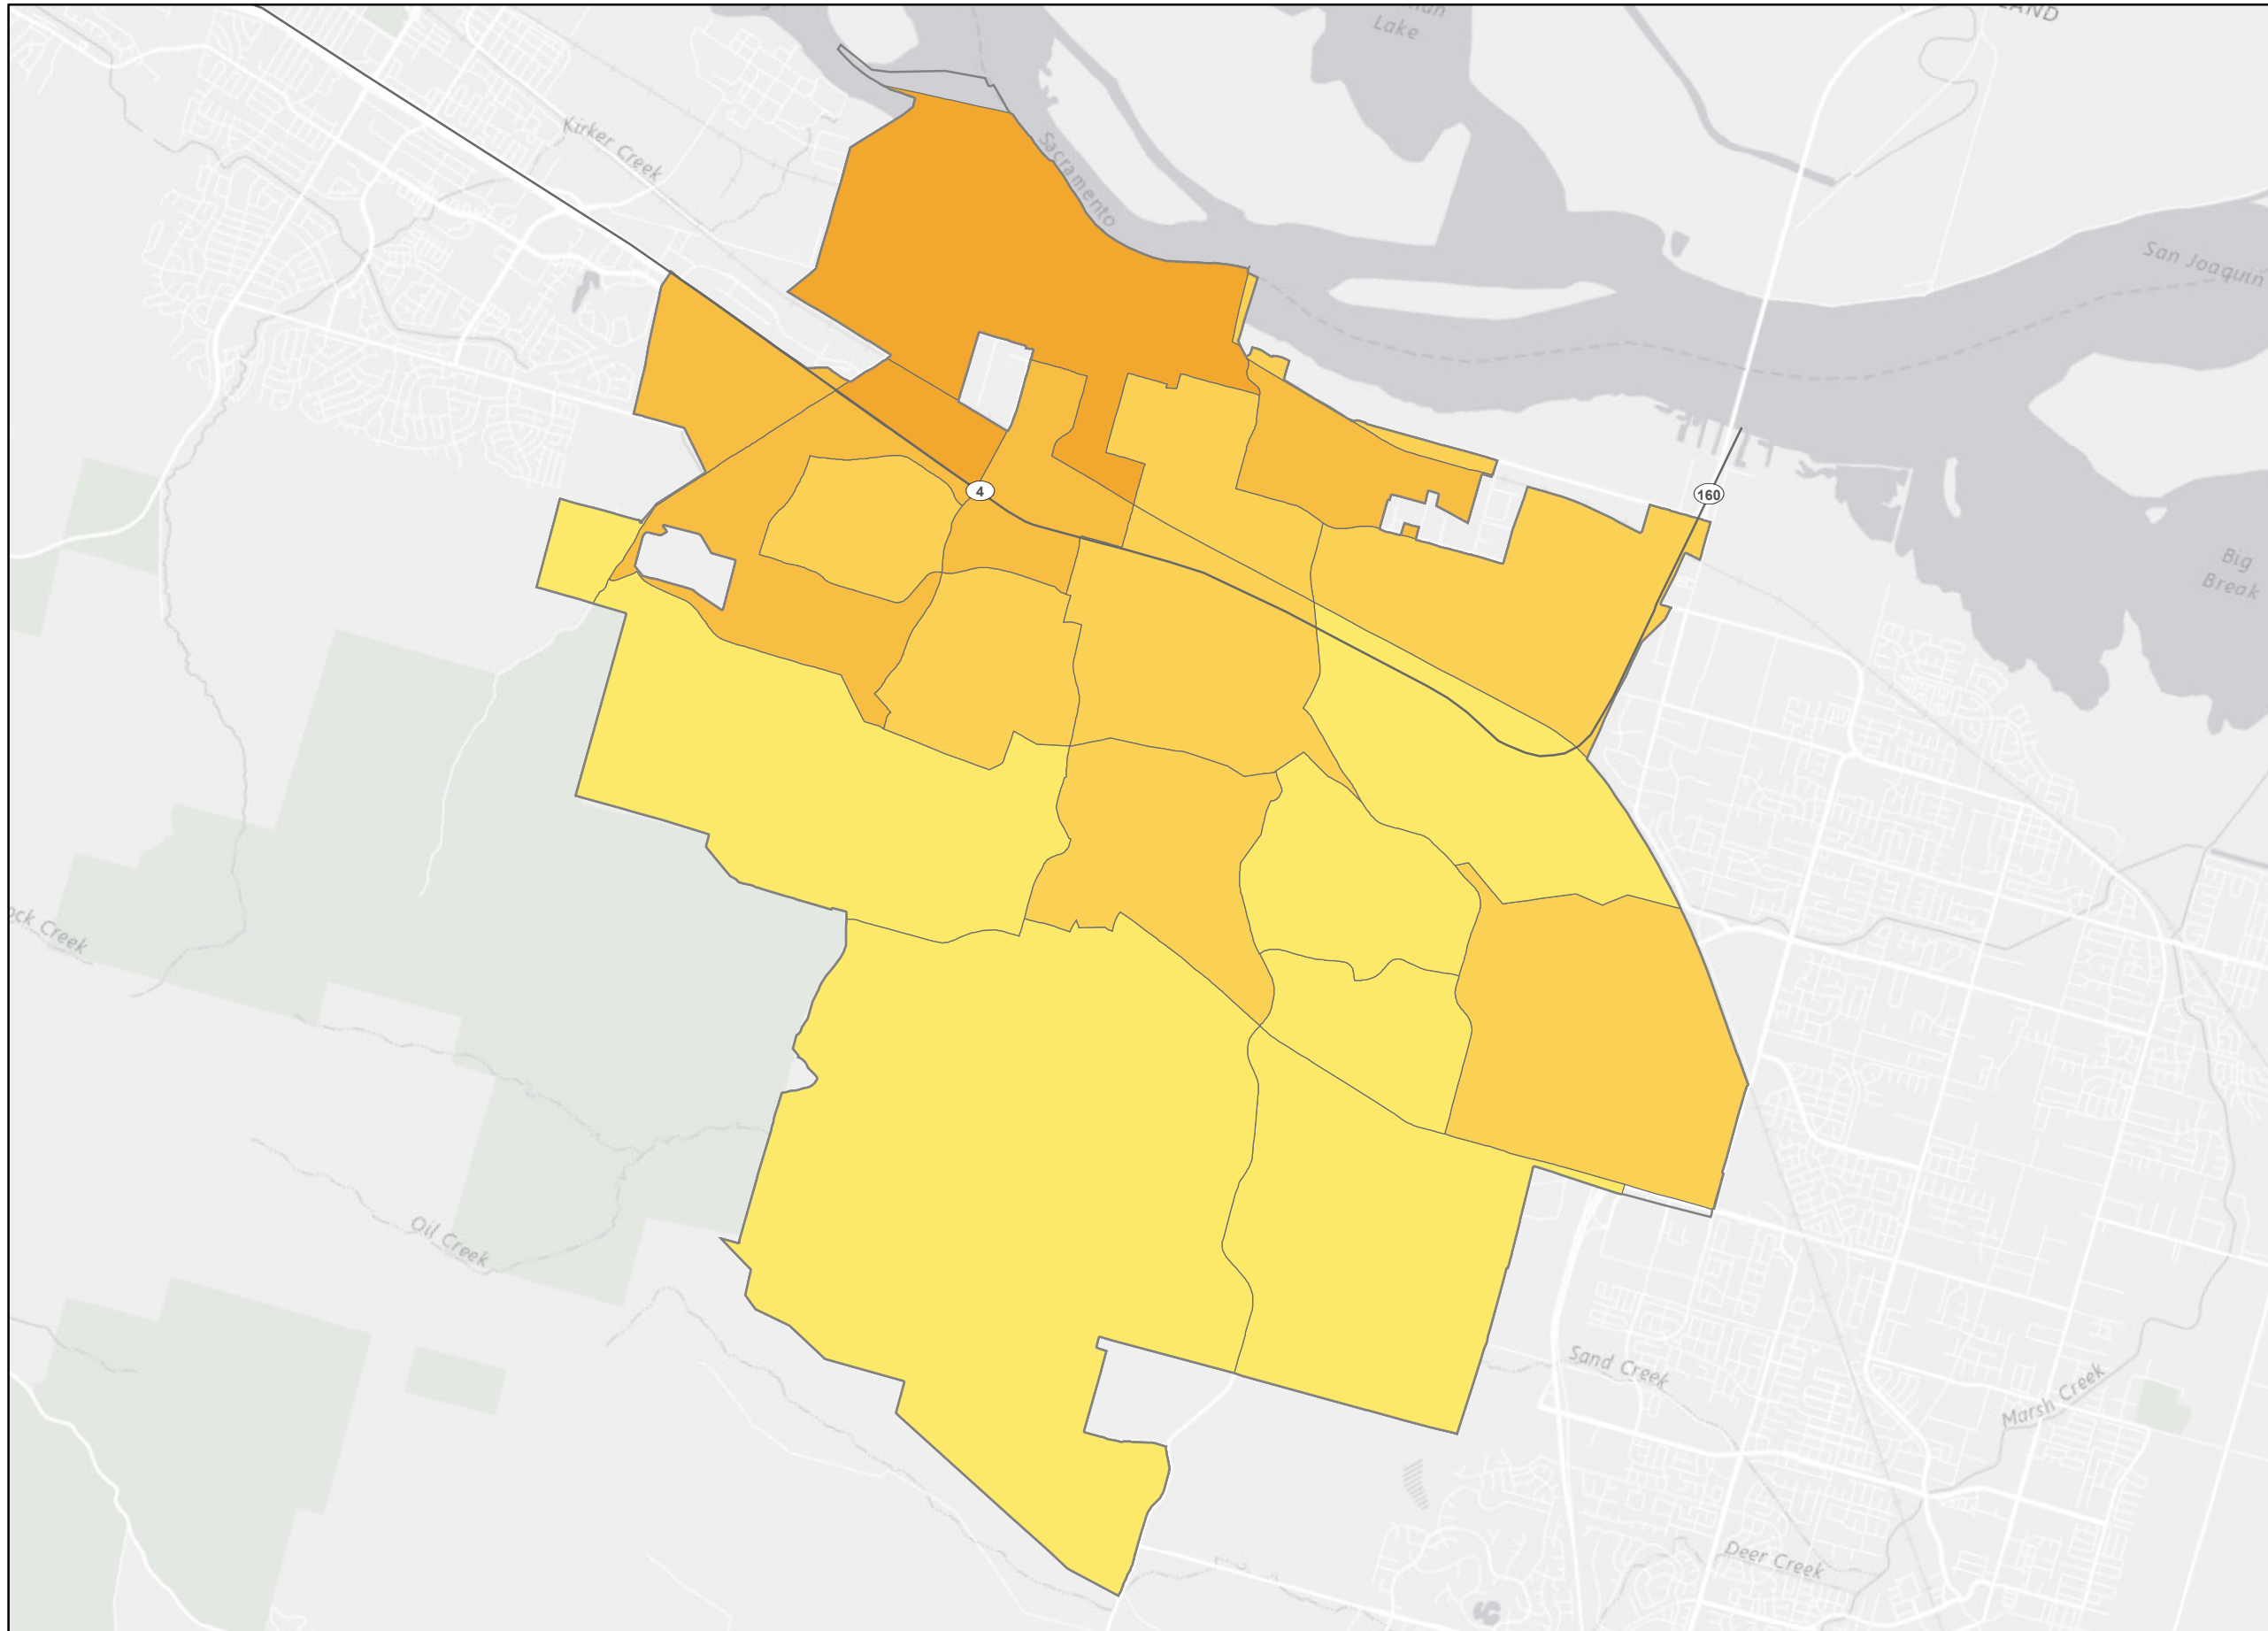 Lake
Kirker Creek
Sacramento
San Joaquin
4
160
Big
Break
ock Creek
Oil Creek
Sand Creek
Marsh Creek
Deer Creek